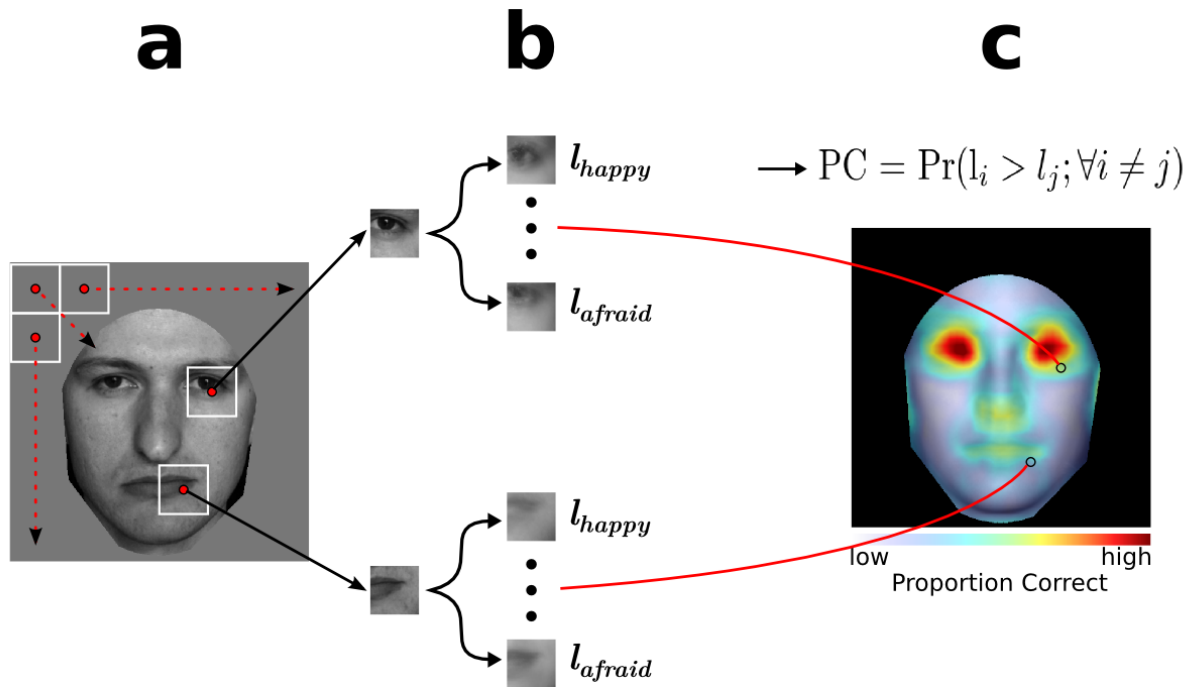 a b c
l_happy
PC = Pr(l_i > l_j; ∀i ≠ j)
l_afraid
l_happy
low high
Proportion Correct
l_afraid